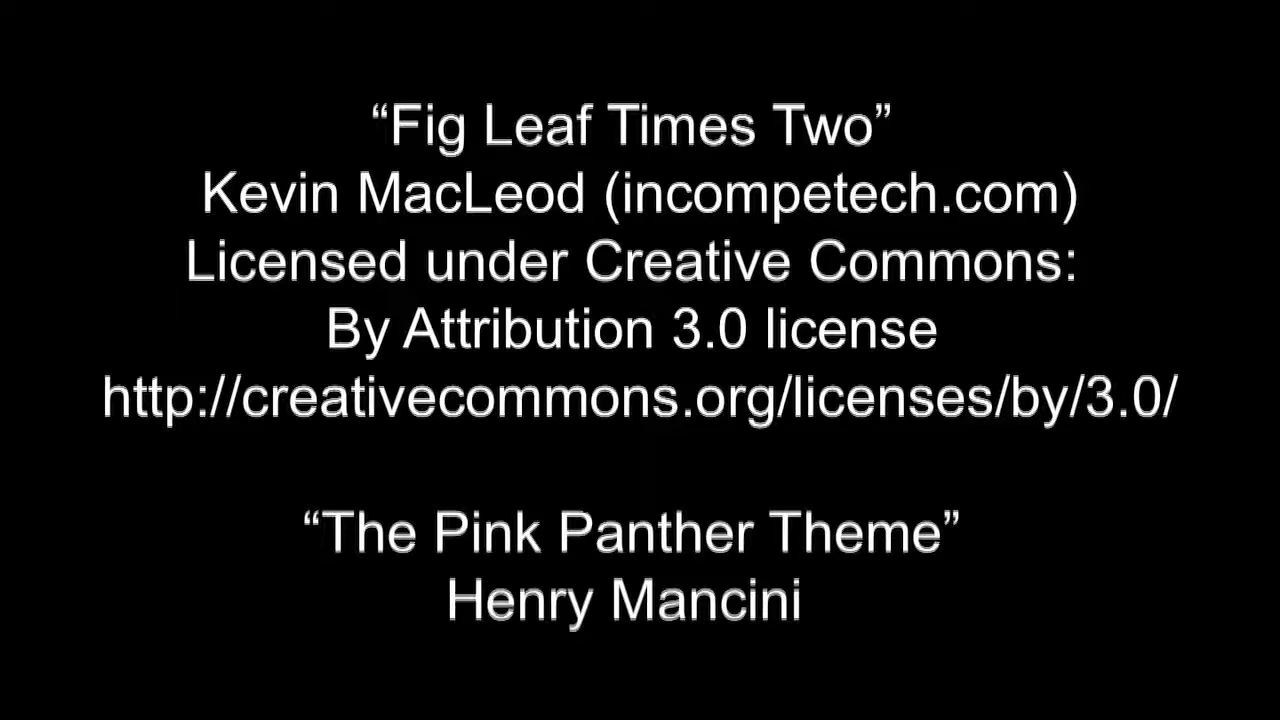 “Fig Leaf Times Two”
Kevin MacLeod (incompetech.com)
Licensed under Creative Commons:
By Attribution 3.0 license
http://creativecommons.org/licenses/by/3.0/
“The Pink Panther Theme”
Henry Mancini